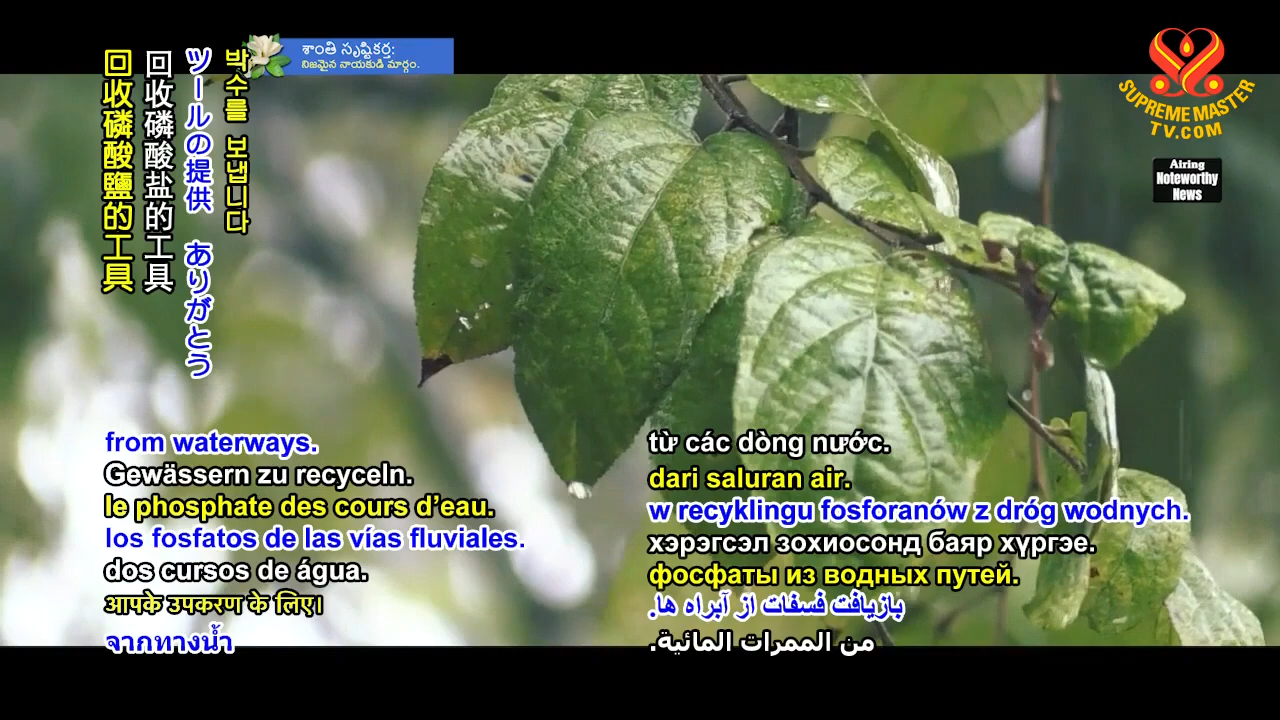 శాంతి సృష్టికర్త:
నిజమైన నాయకుడి మార్గం.
SUPREME MASTER
TV.COM
Airing
Noteworthy
News
回收磷酸鹽的工具
回收磷酸盐的工具
ツールの提供　ありがとう
박수를 보냅니다
from waterways.
Gewässern zu recyceln.
le phosphate des cours d’eau.
los fosfatos de las vías fluviales.
dos cursos de água.
आपके उपकरण के लिए।
จากทางน้ำ
từ các dòng nước.
dari saluran air.
w recyklingu fosforanów z dróg wodnych.
хэрэгсэл зохиосонд баяр хүргэе.
фосфаты из водных путей.
بازیافت فسفات از آبراه ها.
من الممرات المائية.